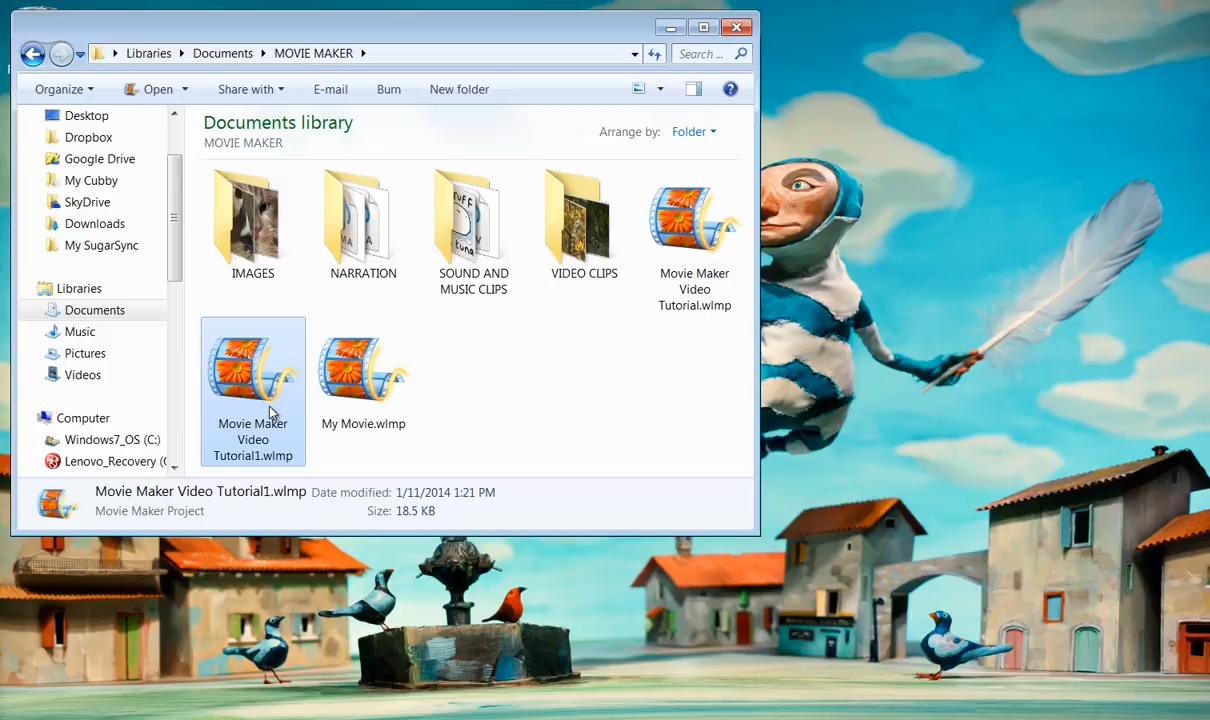 Libraries Documents MOVIE MAKER
Search ...
Organize Open Share with E-mail Burn New folder
Desktop
Dropbox
Google Drive
My Cubby
SkyDrive
Downloads
My SugarSync
Libraries
Documents
Music
Pictures
Videos
Computer
Windows7_OS (C:)
Lenovo_Recovery (
Documents library
MOVIE MAKER
Arrange by: Folder
IMAGES
NARRATION
SOUND AND
MUSIC CLIPS
VIDEO CLIPS
Movie Maker
Video
Tutorial.wlmp
Movie Maker
Video
Tutorial1.wlmp
My Movie.wlmp
Movie Maker Video Tutorial1.wlmp Date modified: 1/11/2014 1:21 PM
Movie Maker Project Size: 18.5 KB